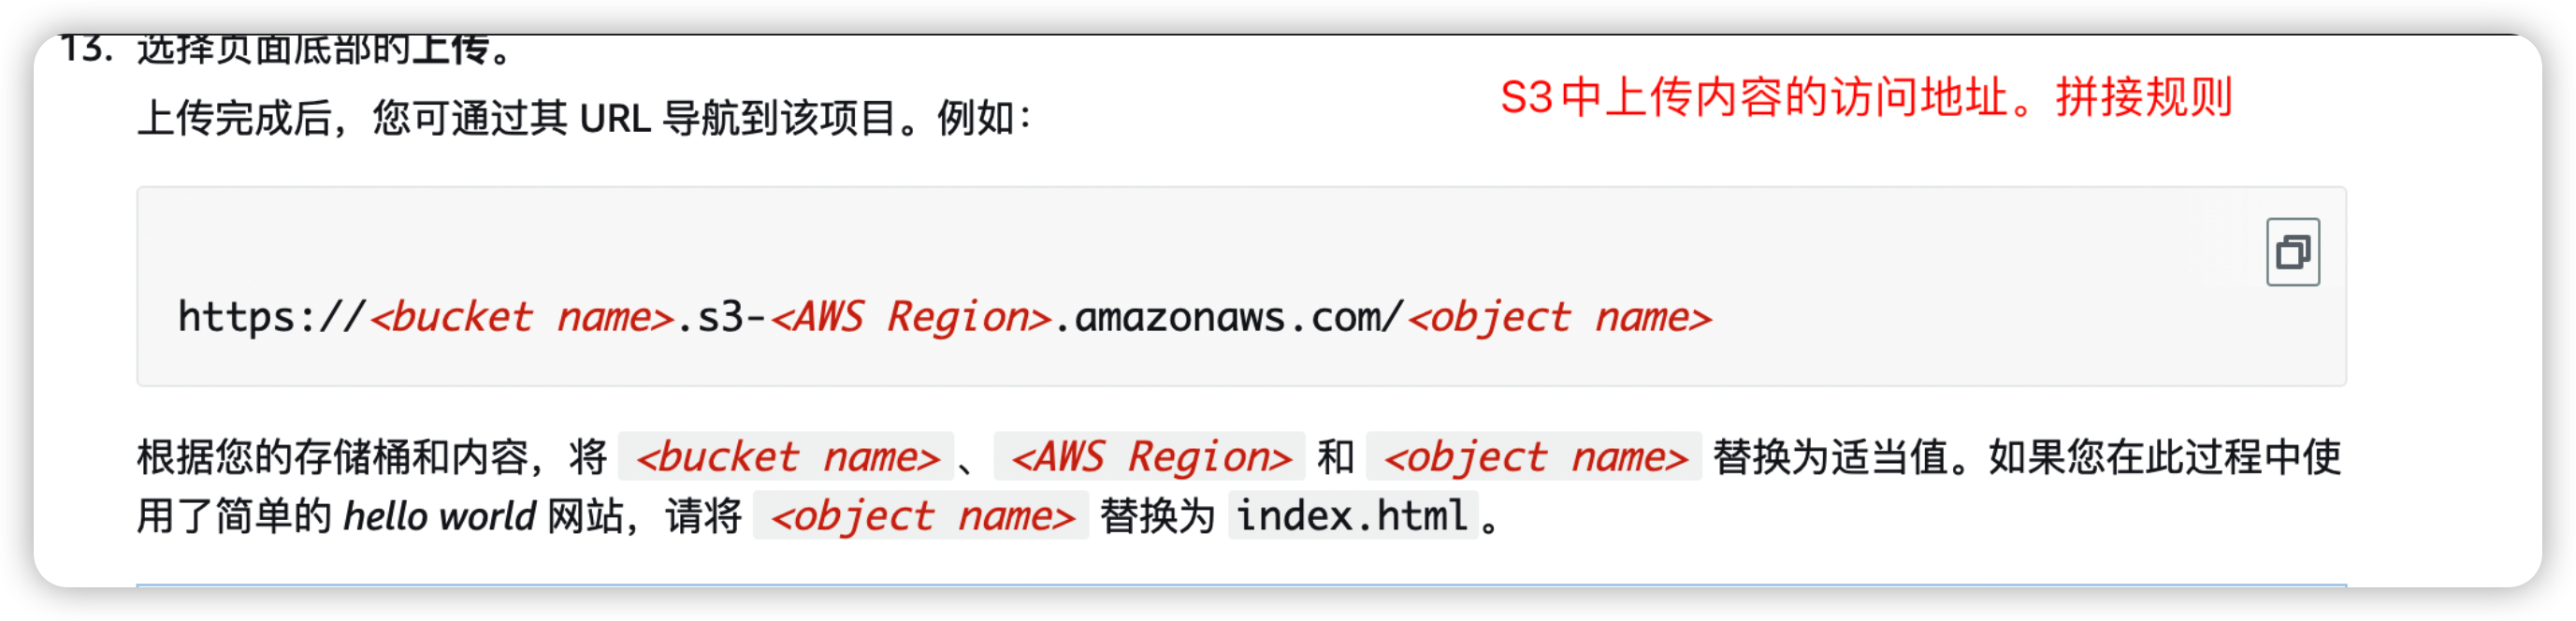 13. 选择页面底部的上传。
S3中上传内容的访问地址。拼接规则
上传完成后，您可通过其 URL 导航到该项目。例如：
https://<bucket name>.s3-<AWS Region>.amazonaws.com/<object name>
根据您的存储桶和内容，将 <bucket name>、<AWS Region> 和 <object name> 替换为适当值。如果您在此过程中使
用了简单的 hello world 网站，请将 <object name> 替换为 index.html。